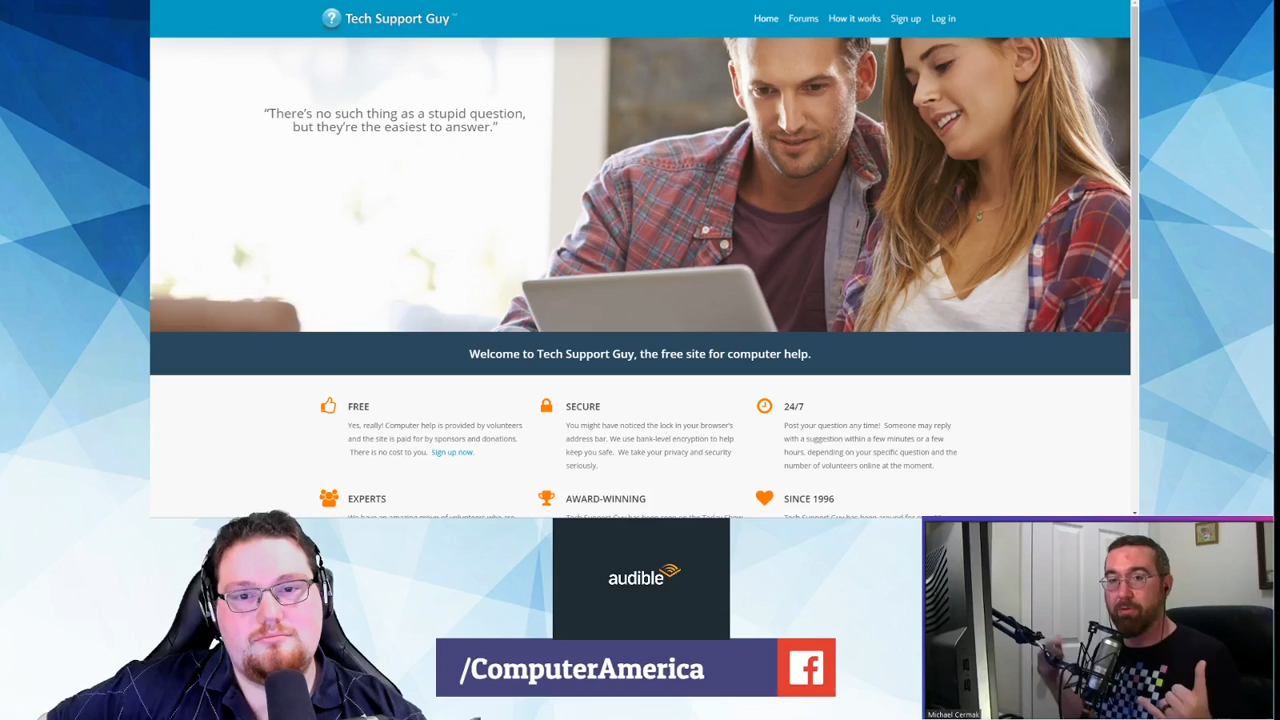 Tech Support Guy™
Home Forums How it works Sign up Log in
“There’s no such thing as a stupid question,
but they’re the easiest to answer.”
Welcome to Tech Support Guy, the free site for computer help.
FREE
Yes, really! Computer help is provided by volunteers
and the site is paid for by sponsors and donations.
There is no cost to you. Sign up now.
SECURE
You might have noticed the lock in your browser's
address bar. We use bank-level encryption to help
keep you safe. We take your privacy and security
seriously.
24/7
Post your question any time! Someone may reply
with a suggestion within a few minutes or a few
hours, depending on your specific question and the
number of volunteers online at the moment.
EXPERTS
AWARD-WINNING
SINCE 1996
audible
/ComputerAmerica
Michael Cermak